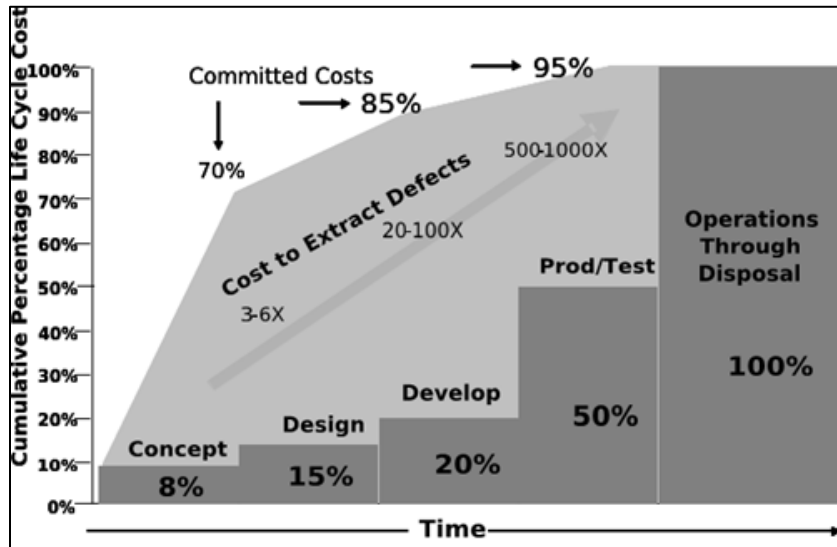 Cumulative Percentage Life Cycle Cost
100%
90%
80%
70%
60%
50%
40%
30%
20%
10%
0%
Committed Costs
70%
85%
95%
Cost to Extract Defects
3-6X
20-100X
500-1000X
Concept
8%
Design
15%
Develop
20%
Prod/Test
50%
Operations
Through
Disposal
100%
Time